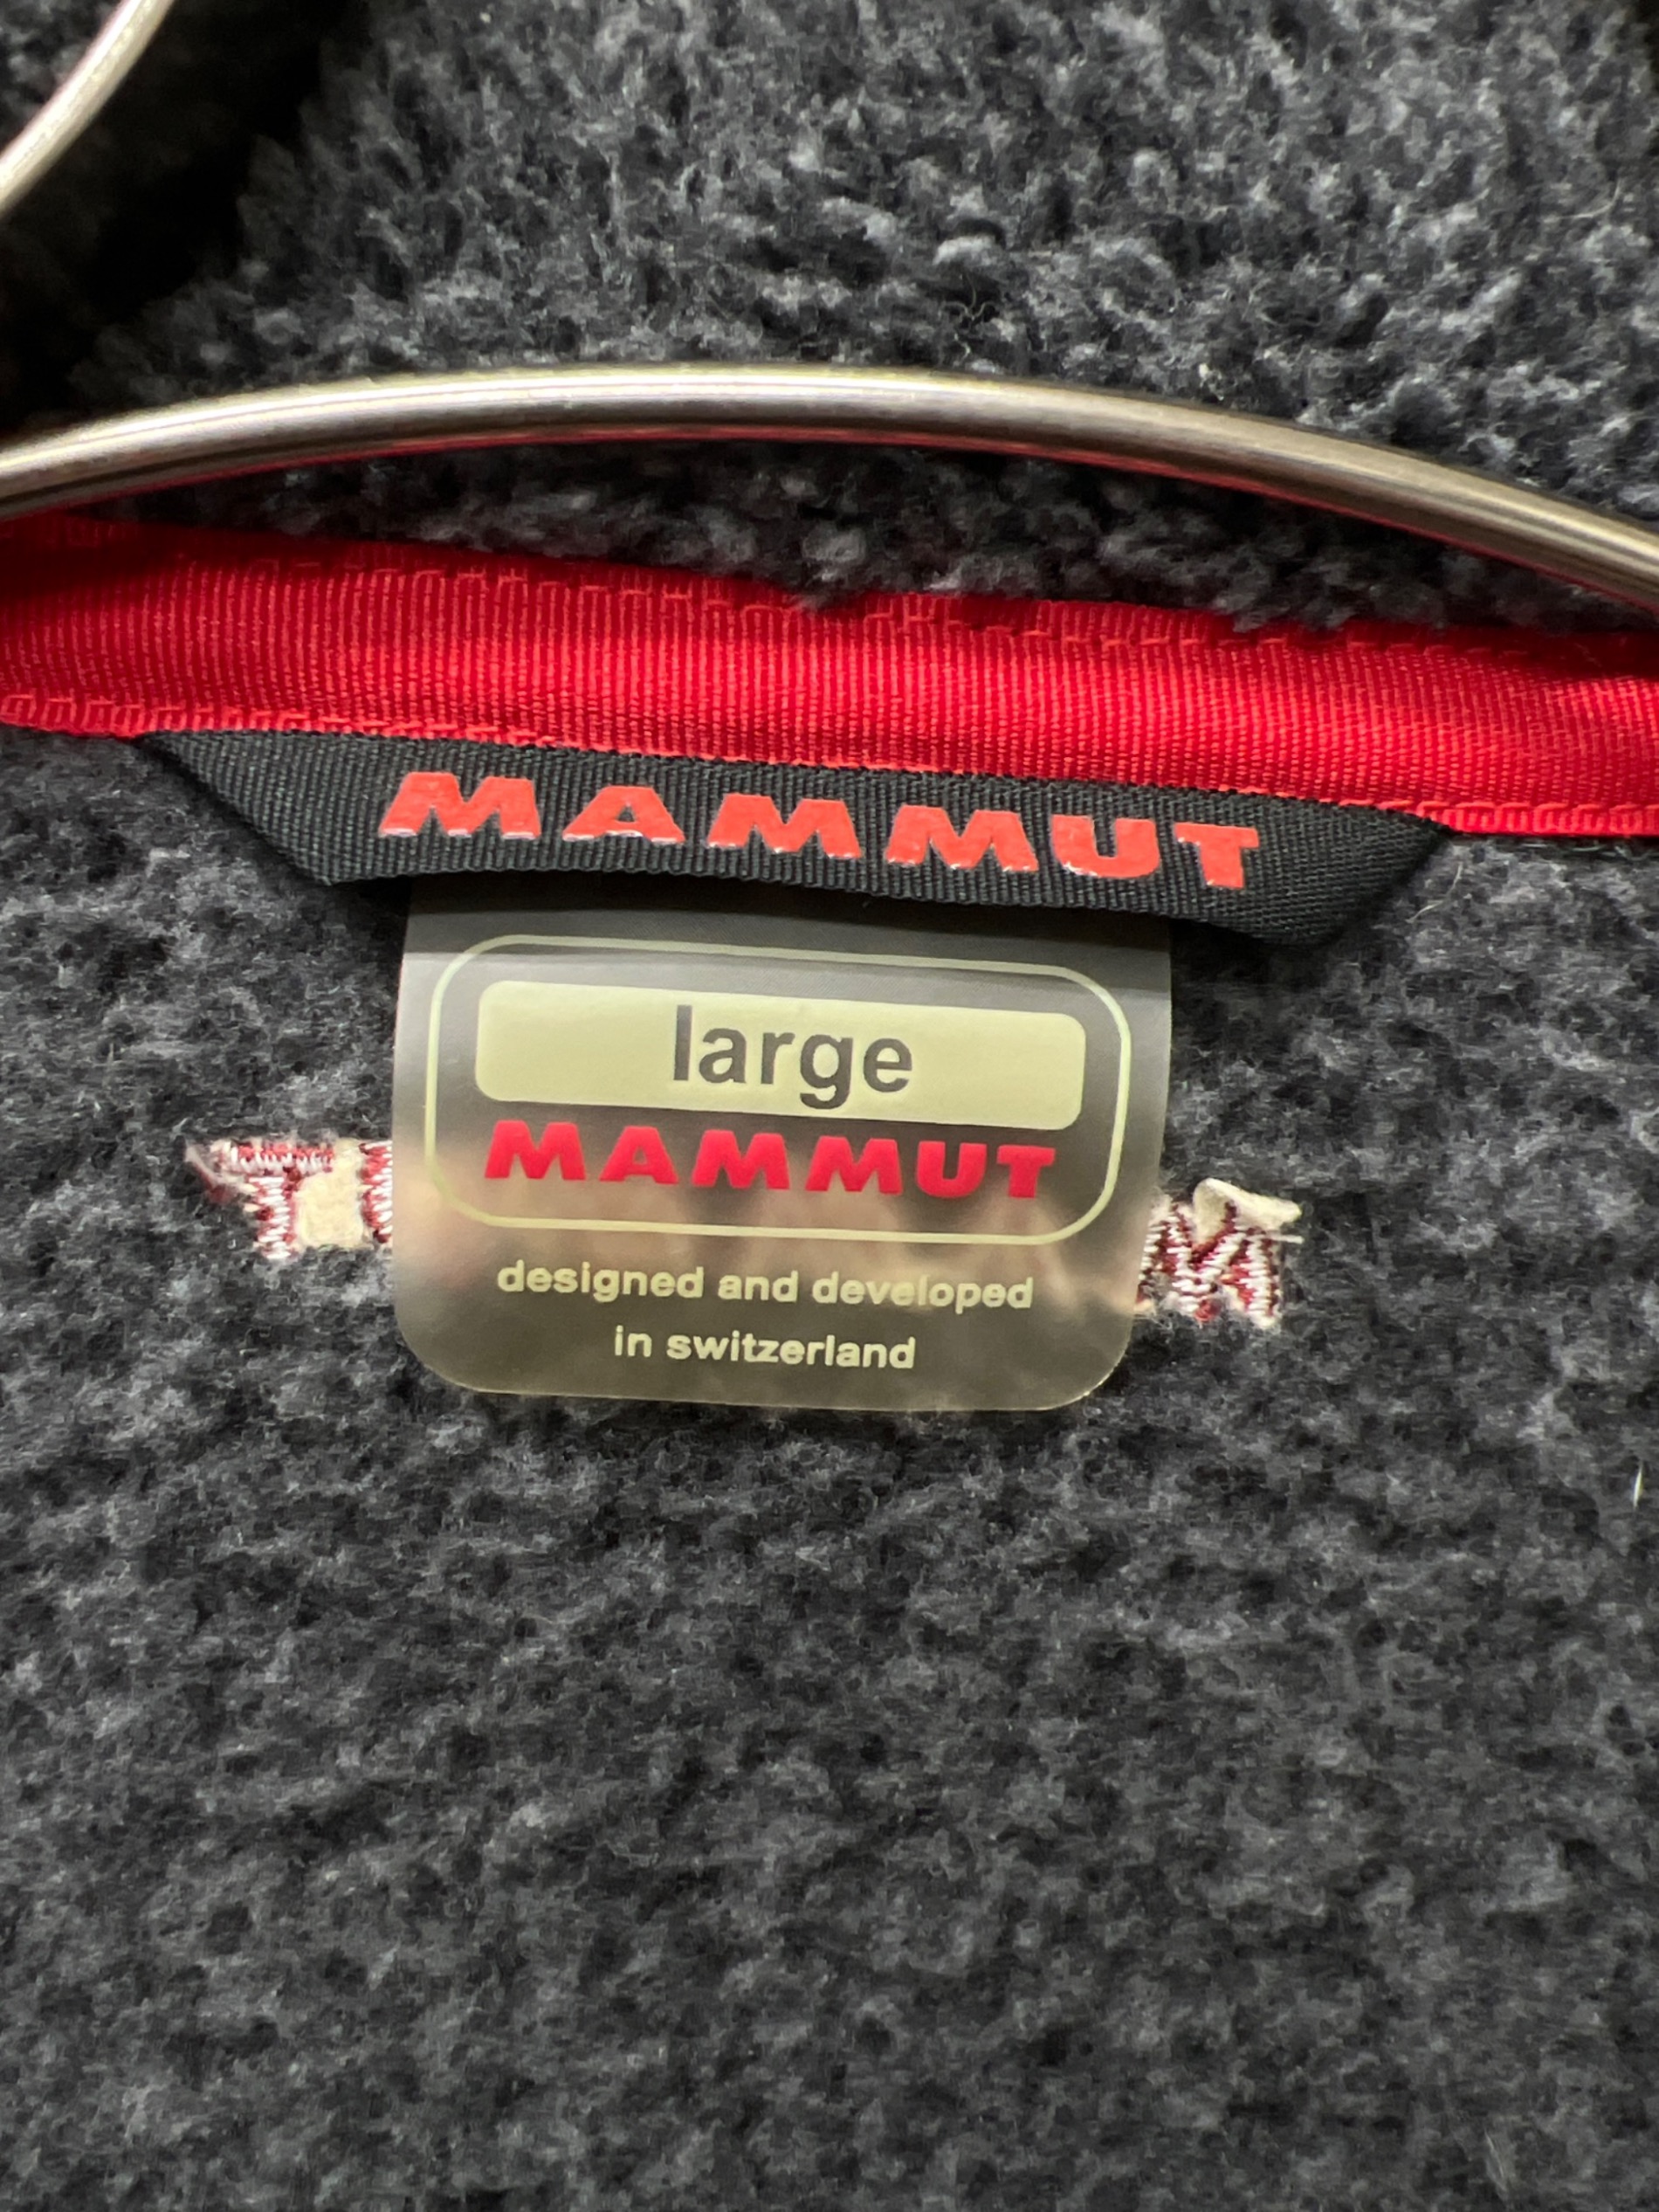 MAMMUT
large
MAMMUT
designed and developed
in switzerland